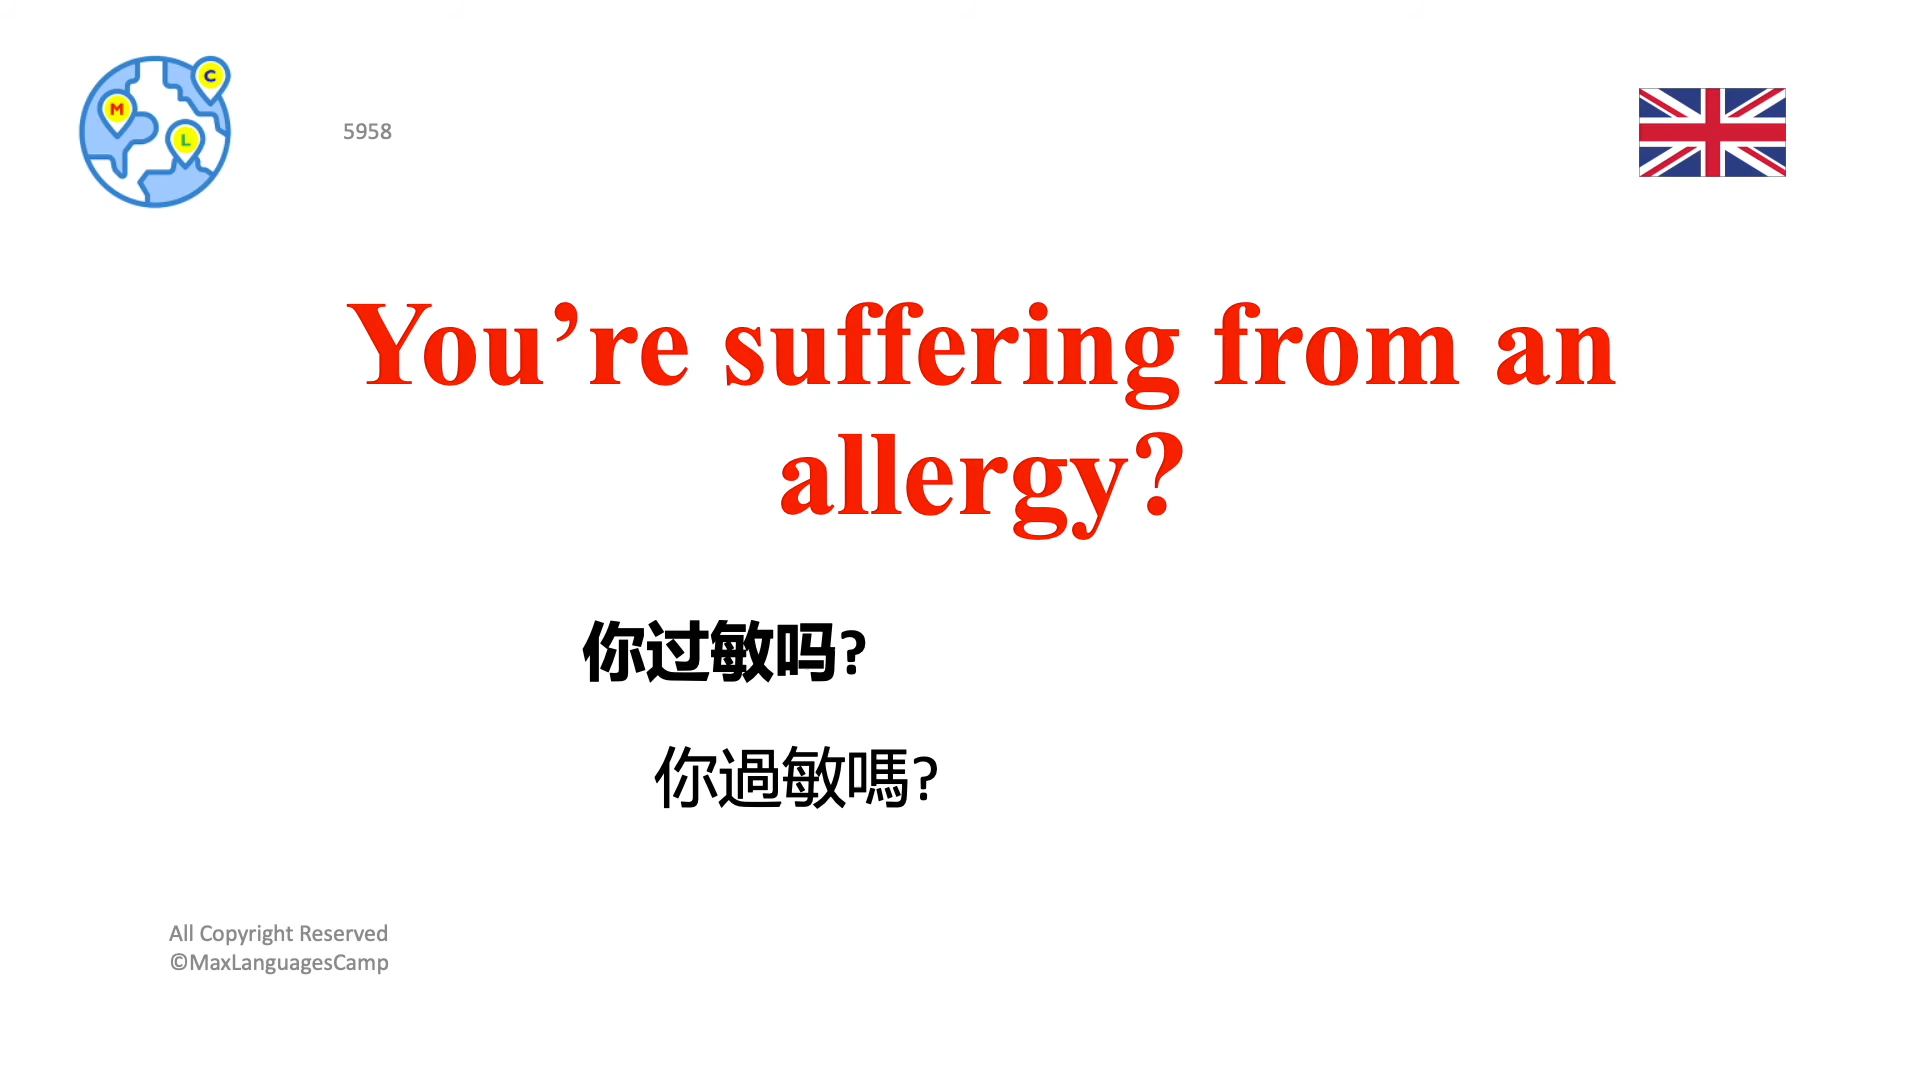 C
M
L
5958
You’re suffering from an
allergy?
你过敏吗?
你過敏嗎?
All Copyright Reserved
©MaxLanguagesCamp